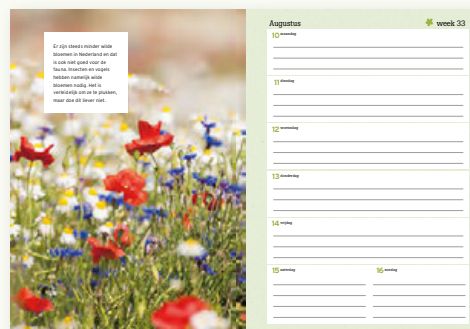 Er zijn steeds minder wilde
bloemen in Nederland en dat
is ook niet goed voor de
fauna. Insecten en vogels
hebben namelijk wilde
bloemen nodig. Het is
verleidelijk om ze te plukken,
maar doe dit liever niet.
Augustus
week 33
10 maandag
11 dinsdag
12 woensdag
13 donderdag
14 vrijdag
15 zaterdag
16 zondag